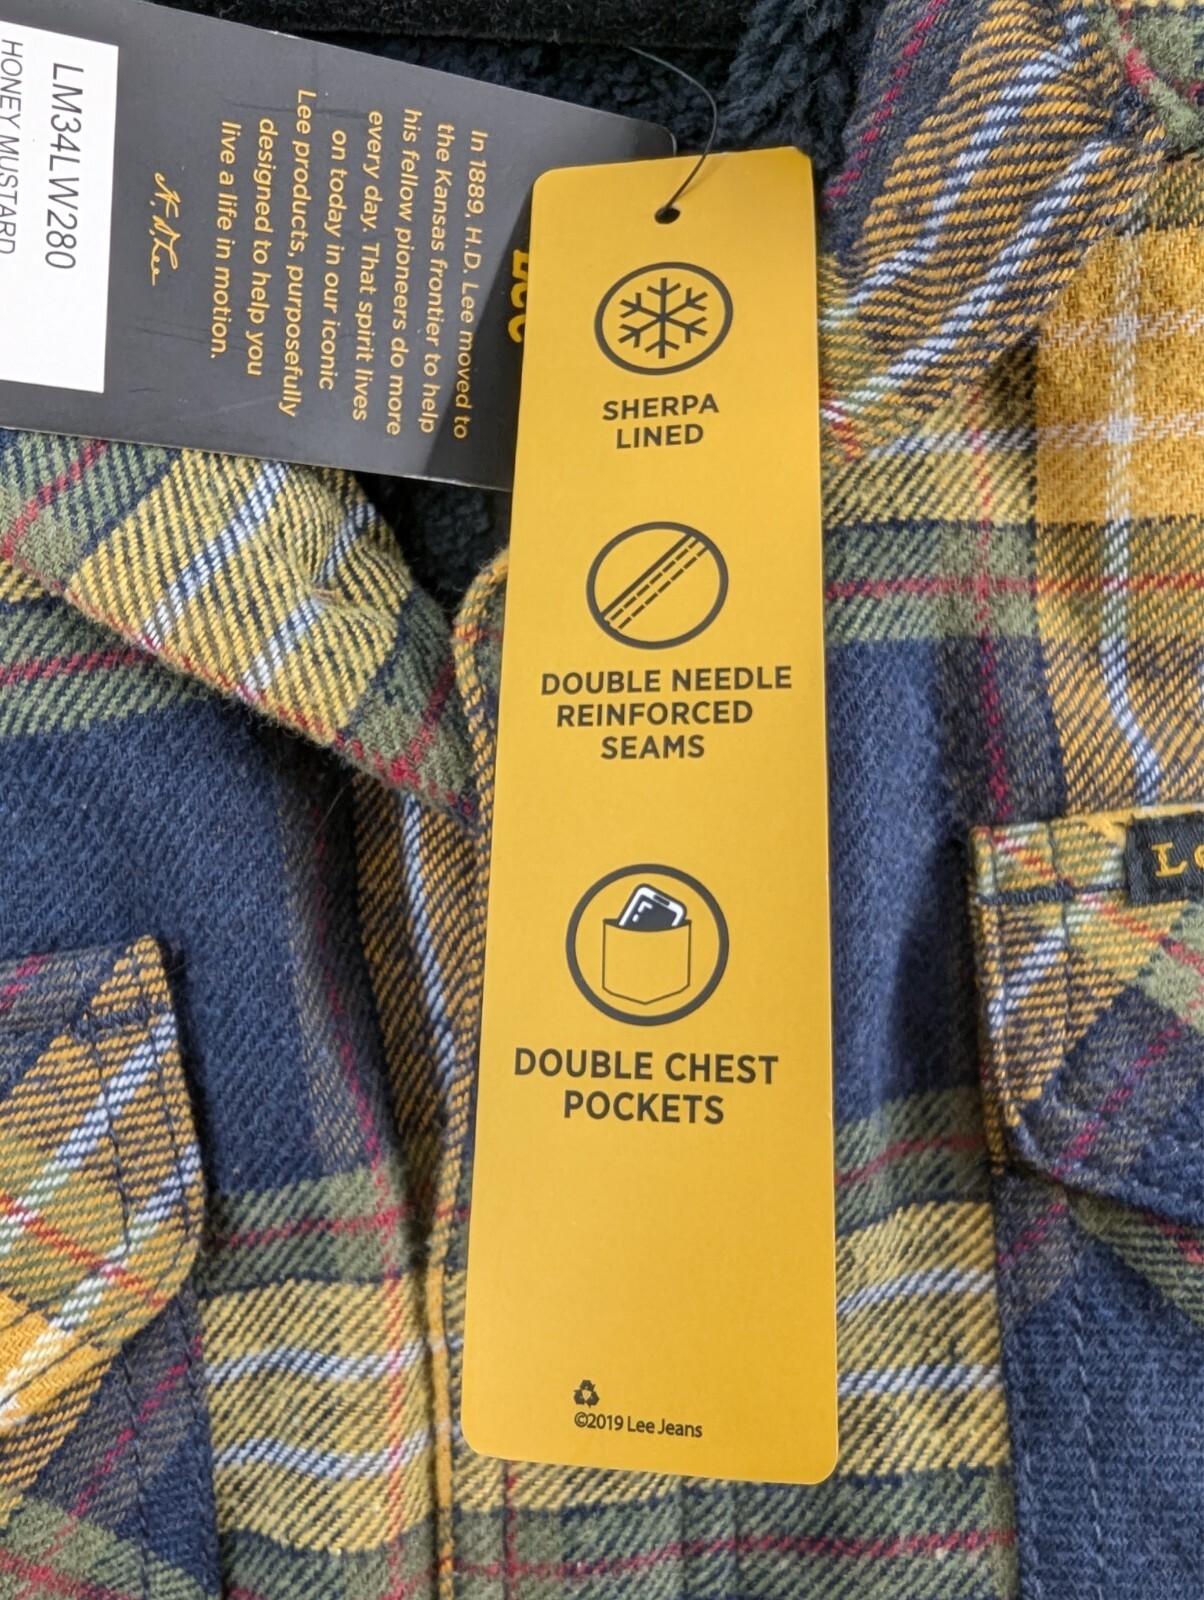 LM34LW280
HONEY MUSTARD
In 1889, H.D. Lee moved to
the Kansas frontier to help
his fellow pioneers do more
every day. That spirit lives
on today in our iconic
Lee products, purposefully
designed to help you
live a life in motion.
H. D. Lee
Lee
SHERPA
LINED
DOUBLE NEEDLE
REINFORCED
SEAMS
DOUBLE CHEST
POCKETS
©2019 Lee Jeans